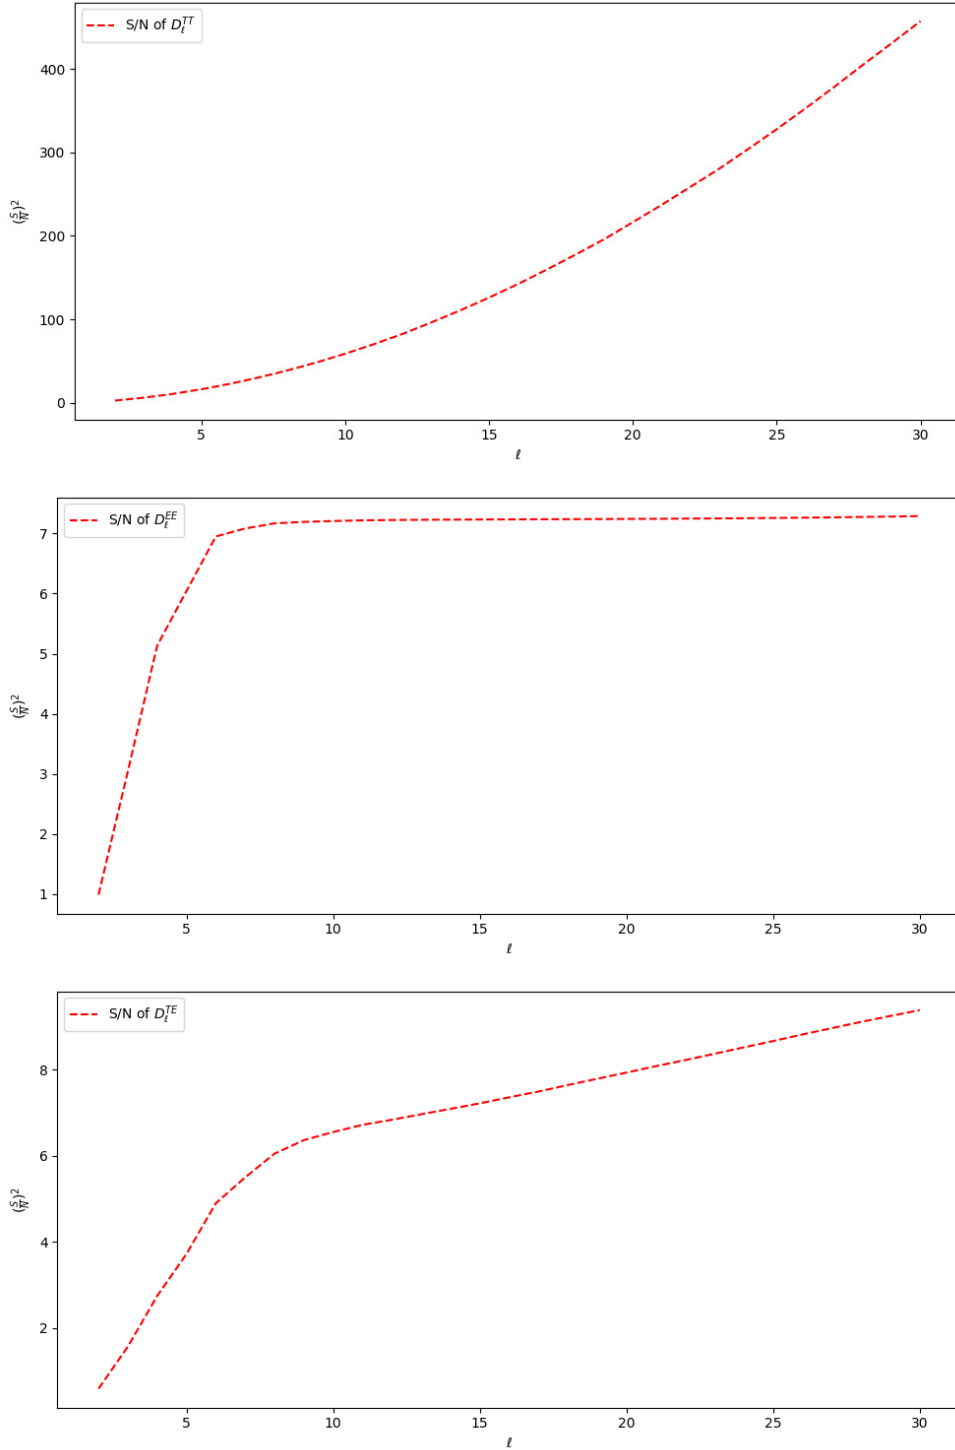 S/N of $D_\ell^{TT}$
400
300
200
100
0
$(\frac{S}{N})^2$
5 10 15 20 25 30
$\ell$
S/N of $D_\ell^{EE}$
7
6
5
4
3
2
1
$(\frac{S}{N})^2$
5 10 15 20 25 30
$\ell$
S/N of $D_\ell^{TE}$
8
6
4
2
$(\frac{S}{N})^2$
5 10 15 20 25 30
$\ell$